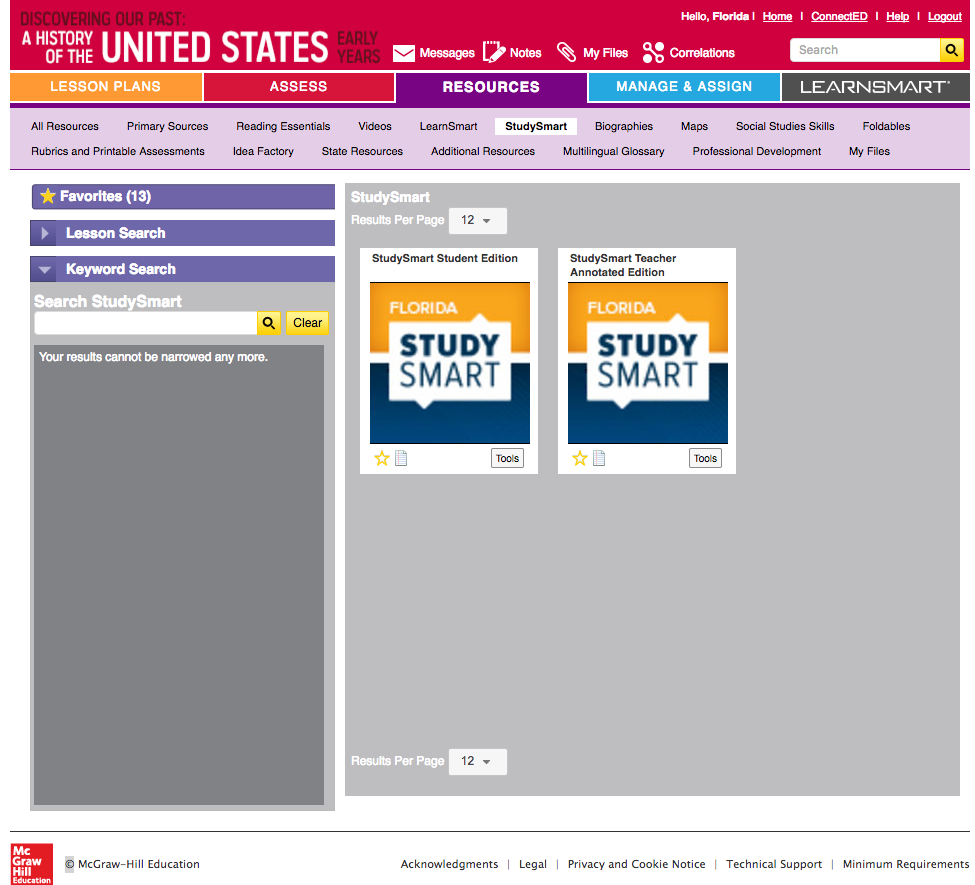 DISCOVERING OUR PAST:
A HISTORY OF THE UNITED STATES EARLY YEARS
Hello, Florida | Home | ConnectED | Help | Logout
Messages Notes My Files Correlations Search
LESSON PLANS ASSESS RESOURCES MANAGE & ASSIGN LEARNSMART®
All Resources Primary Sources Reading Essentials Videos LearnSmart StudySmart Biographies Maps Social Studies Skills Foldables
Rubrics and Printable Assessments Idea Factory State Resources Additional Resources Multilingual Glossary Professional Development My Files
Favorites (13)
Lesson Search
Keyword Search
Search StudySmart
Clear
Your results cannot be narrowed any more.
StudySmart
Results Per Page 12
StudySmart Student Edition
FLORIDA
STUDY
SMART
Tools
StudySmart Teacher
Annotated Edition
FLORIDA
STUDY
SMART
Tools
Results Per Page 12
Mc
Graw
Hill
Education
© McGraw-Hill Education
Acknowledgments | Legal | Privacy and Cookie Notice | Technical Support | Minimum Requirements